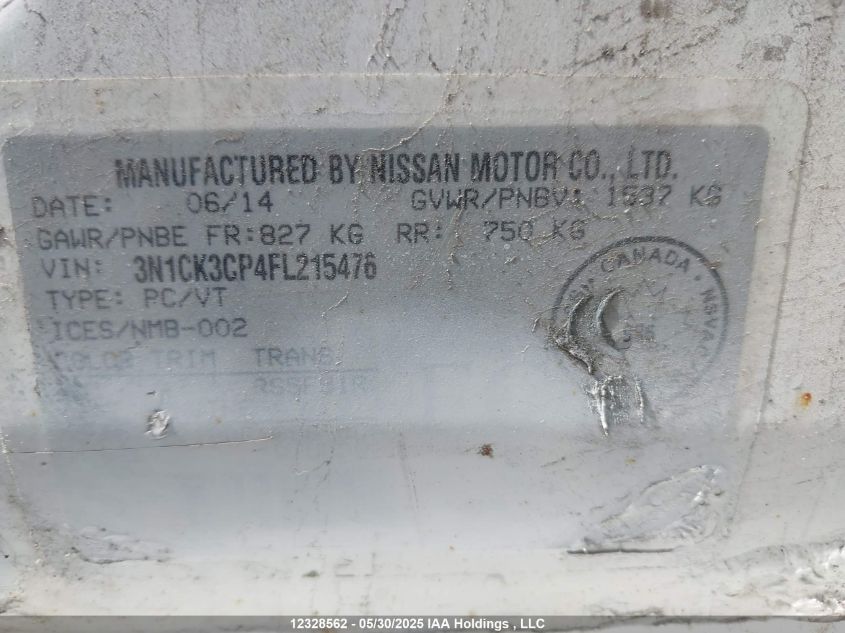 MANUFACTURED BY NISSAN MOTOR CO., LTD.
DATE: 06/14 GVWR/PNBV: 1537 KG
GAWR/PNBE FR:827 KG RR: 750 KG
VIN: 3N1CK3CP4FL215476
TYPE: PC/VT
ICES/NMB-002
COLOR TRIM TRANS
CANADA
12328562 - 05/30/2025 IAA Holdings , LLC